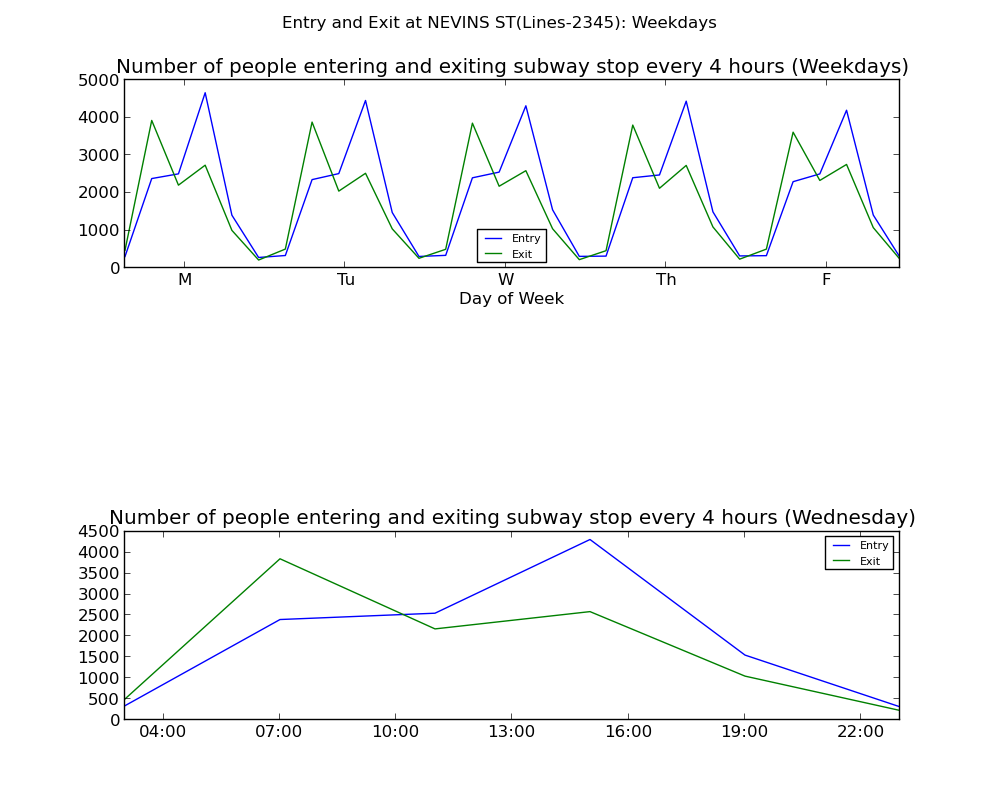 Entry and Exit at NEVINS ST(Lines-2345): Weekdays
Number of people entering and exiting subway stop every 4 hours (Weekdays)
5000
4000
3000
2000
1000
0
Entry
Exit
M Tu W Th F
Day of Week
Number of people entering and exiting subway stop every 4 hours (Wednesday)
4500
4000
3500
3000
2500
2000
1500
1000
500
0
Entry
Exit
04:00 07:00 10:00 13:00 16:00 19:00 22:00